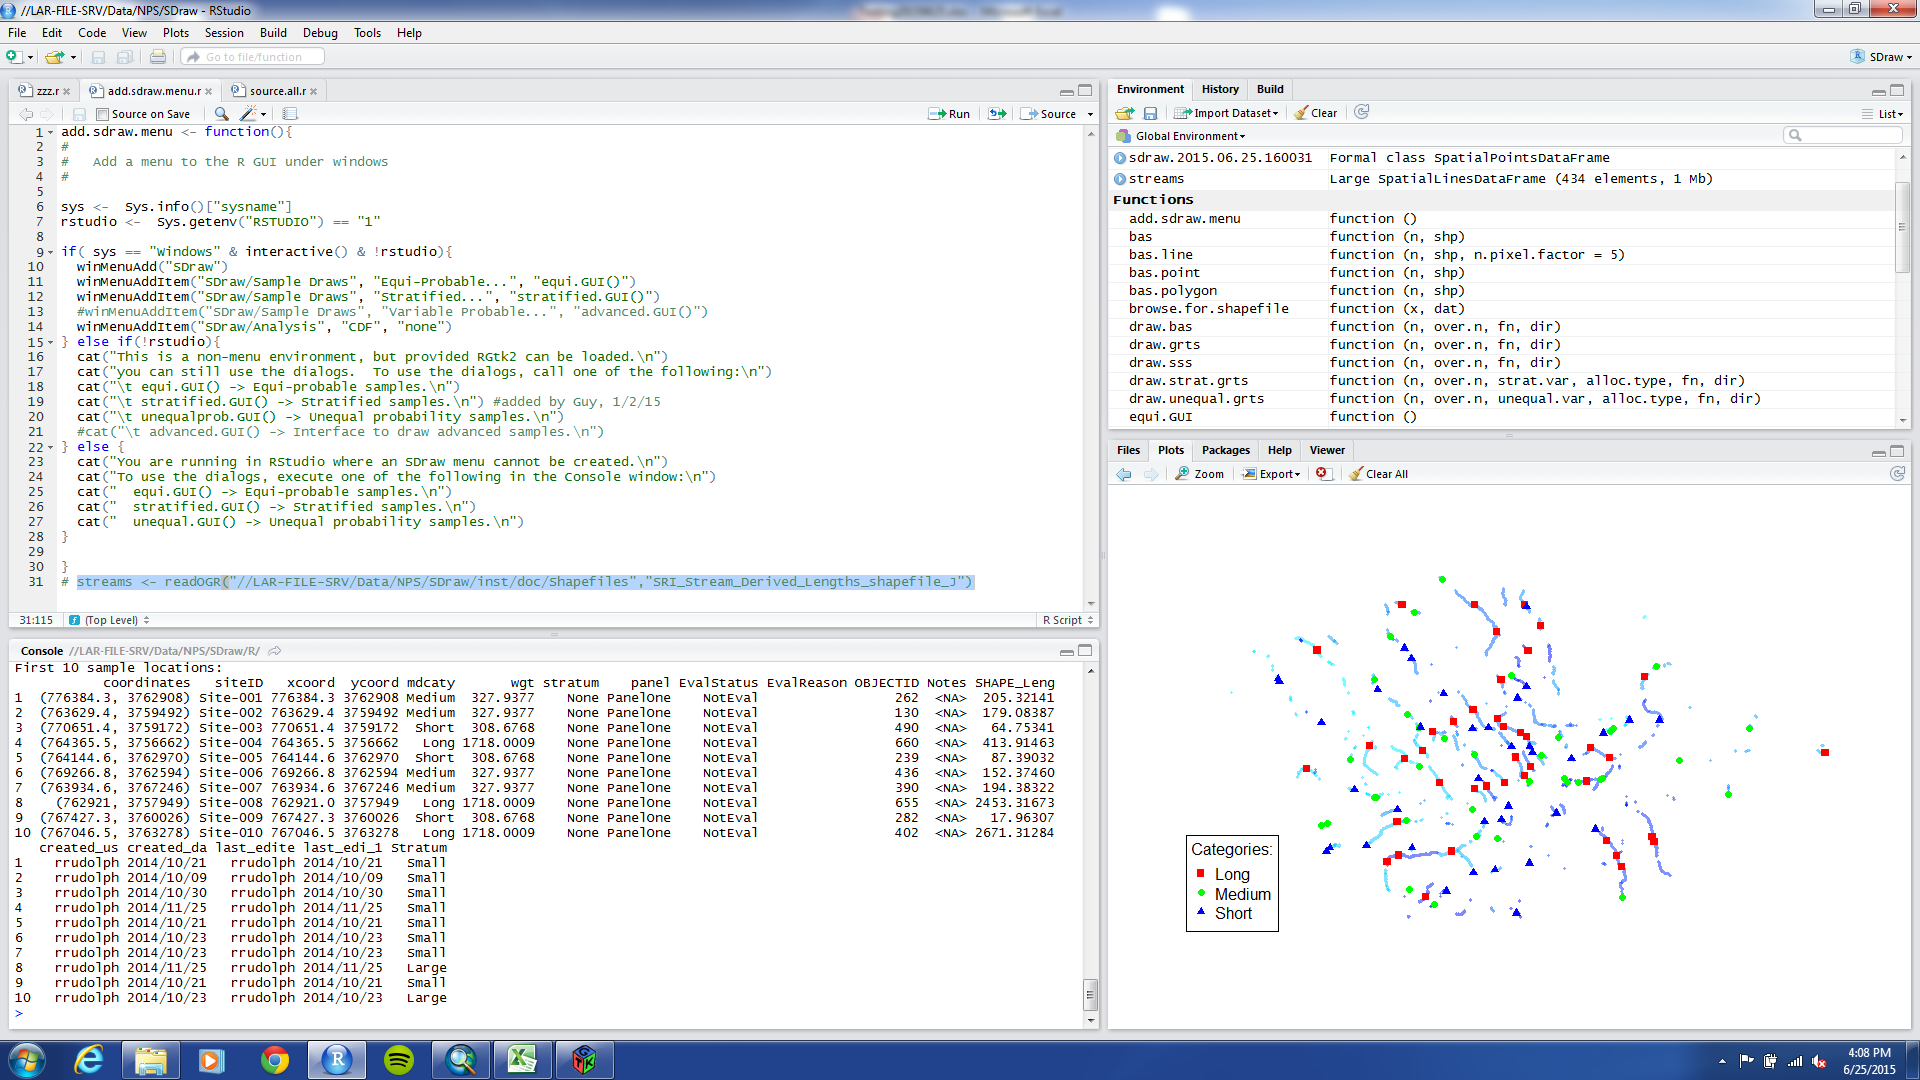 //LAR-FILE-SRV/Data/NPS/SDraw - RStudio
File Edit Code View Plots Session Build Debug Tools Help
Go to file/function
SDraw
zzz.r
add.sdraw.menu.r
source.all.r
Source on Save
Run
Source
1 add.sdraw.menu <- function(){
2 #
3 #   Add a menu to the R GUI under windows
4 #
5
6 sys <-  Sys.info()["sysname"]
7 rstudio <-  Sys.getenv("RSTUDIO") == "1"
8
9 if( sys == "Windows" & interactive() & !rstudio){
10   winMenuAdd("SDraw")
11   winMenuAddItem("SDraw/Sample Draws", "Equi-Probable...", "equi.GUI()")
12   winMenuAddItem("SDraw/Sample Draws", "Stratified...", "stratified.GUI()")
13   #winMenuAddItem("SDraw/Sample Draws", "Variable Probable...", "advanced.GUI()")
14   winMenuAddItem("SDraw/Analysis", "CDF", "none")
15 } else if(!rstudio){
16   cat("This is a non-menu environment, but provided RGtk2 can be loaded.\n")
17   cat("you can still use the dialogs.  To use the dialogs, call one of the following:\n")
18   cat("\t equi.GUI() -> Equi-probable samples.\n")
19   cat("\t stratified.GUI() -> Stratified samples.\n") #added by Guy, 1/2/15
20   cat("\t unequalprob.GUI() -> Unequal probability samples.\n")
21   #cat("\t advanced.GUI() -> Interface to draw advanced samples.\n")
22 } else {
23   cat("You are running in RStudio where an SDraw menu cannot be created.\n")
24   cat("To use the dialogs, execute one of the following in the Console window:\n")
25   cat("  equi.GUI() -> Equi-probable samples.\n")
26   cat("  stratified.GUI() -> Stratified samples.\n")
27   cat("  unequal.GUI() -> Unequal probability samples.\n")
28 }
29
30 }
31 # streams <- readOGR("//LAR-FILE-SRV/Data/NPS/SDraw/inst/doc/Shapefiles","SRI_Stream_Derived_Lengths_shapefile_J")
31:115
(Top Level)
R Script
Console //LAR-FILE-SRV/Data/NPS/SDraw/R/
First 10 sample locations:
coordinates siteID xcoord ycoord mdcaty wgt stratum panel EvalStatus EvalReason OBJECTID Notes SHAPE_Leng
1 (776384.3, 3762908) Site-001 776384.3 3762908 Medium 327.9377 None PanelOne NotEval 262 <NA> 205.32141
2 (763629.4, 3759492) Site-002 763629.4 3759492 Medium 327.9377 None PanelOne NotEval 130 <NA> 179.08387
3 (770651.4, 3759172) Site-003 770651.4 3759172 Short 308.6768 None PanelOne NotEval 490 <NA> 64.75341
4 (764365.5, 3756662) Site-004 764365.5 3756662 Long 1718.0009 None PanelOne NotEval 660 <NA> 413.91463
5 (764144.6, 3762970) Site-005 764144.6 3762970 Short 308.6768 None PanelOne NotEval 239 <NA> 87.39032
6 (769266.8, 3762594) Site-006 769266.8 3762594 Medium 327.9377 None PanelOne NotEval 436 <NA> 152.37460
7 (763934.6, 3767246) Site-007 763934.6 3767246 Medium 327.9377 None PanelOne NotEval 390 <NA> 194.38322
8 (762921, 3757949) Site-008 762921.0 3757949 Long 1718.0009 None PanelOne NotEval 655 <NA> 2453.31673
9 (767427.3, 3760026) Site-009 767427.3 3760026 Short 308.6768 None PanelOne NotEval 282 <NA> 17.96307
10 (767046.5, 3763278) Site-010 767046.5 3763278 Long 1718.0009 None PanelOne NotEval 402 <NA> 2671.31284
created_us created_da last_edite last_edi_1 Stratum
1 rrudolph 2014/10/21 rrudolph 2014/10/21 Small
2 rrudolph 2014/10/09 rrudolph 2014/10/09 Small
3 rrudolph 2014/10/30 rrudolph 2014/10/30 Small
4 rrudolph 2014/11/25 rrudolph 2014/11/25 Small
5 rrudolph 2014/10/21 rrudolph 2014/10/21 Small
6 rrudolph 2014/10/23 rrudolph 2014/10/23 Small
7 rrudolph 2014/10/23 rrudolph 2014/10/23 Small
8 rrudolph 2014/11/25 rrudolph 2014/11/25 Large
9 rrudolph 2014/10/21 rrudolph 2014/10/21 Small
10 rrudolph 2014/10/23 rrudolph 2014/10/23 Large
>
Environment History Build
Import Dataset Clear
List
Global Environment
sdraw.2015.06.25.160031 Formal class SpatialPointsDataFrame
streams Large SpatialLinesDataFrame (434 elements, 1 Mb)
Functions
add.sdraw.menu function ()
bas function (n, shp)
bas.line function (n, shp, n.pixel.factor = 5)
bas.point function (n, shp)
bas.polygon function (n, shp)
browse.for.shapefile function (x, dat)
draw.bas function (n, over.n, fn, dir)
draw.grts function (n, over.n, fn, dir)
draw.sss function (n, over.n, fn, dir)
draw.strat.grts function (n, over.n, strat.var, alloc.type, fn, dir)
draw.unequal.grts function (n, over.n, unequal.var, alloc.type, fn, dir)
equi.GUI function ()
Files Plots Packages Help Viewer
Zoom Export Clear All
Categories:
Long
Medium
Short
4:08 PM
6/25/2015